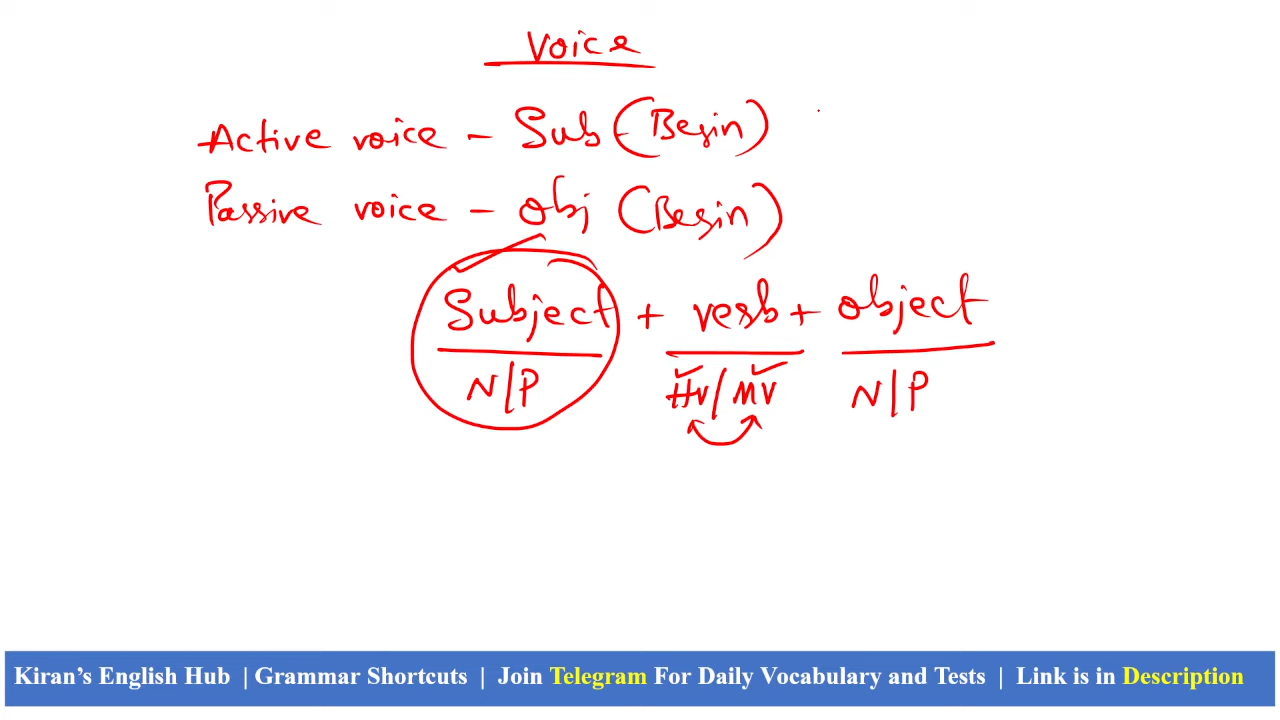 Voice
Active voice - Sub (Begin)
Passive voice - Obj (Begin)
Subject + verb + object
N/P HV/MV N/P
Kiran's English Hub | Grammar Shortcuts | Join Telegram For Daily Vocabulary and Tests | Link is in Description